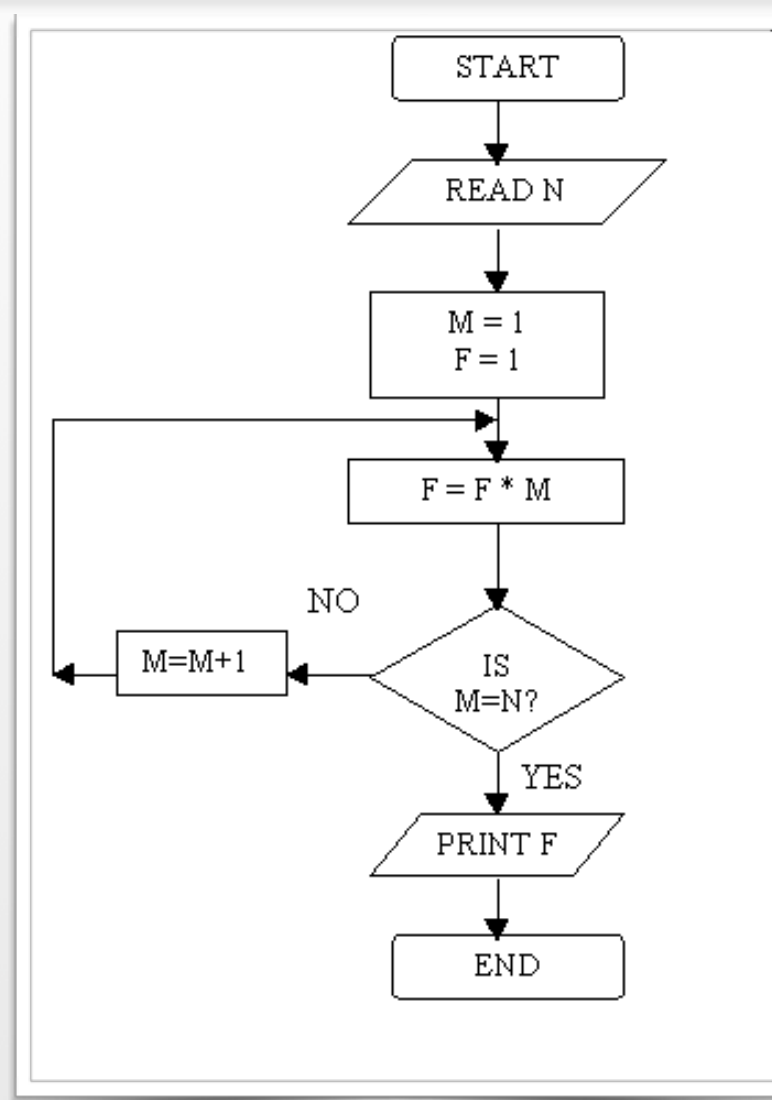 START
READ N
M = 1
F = 1
F = F * M
NO
M=M+1
IS
M=N?
YES
PRINT F
END